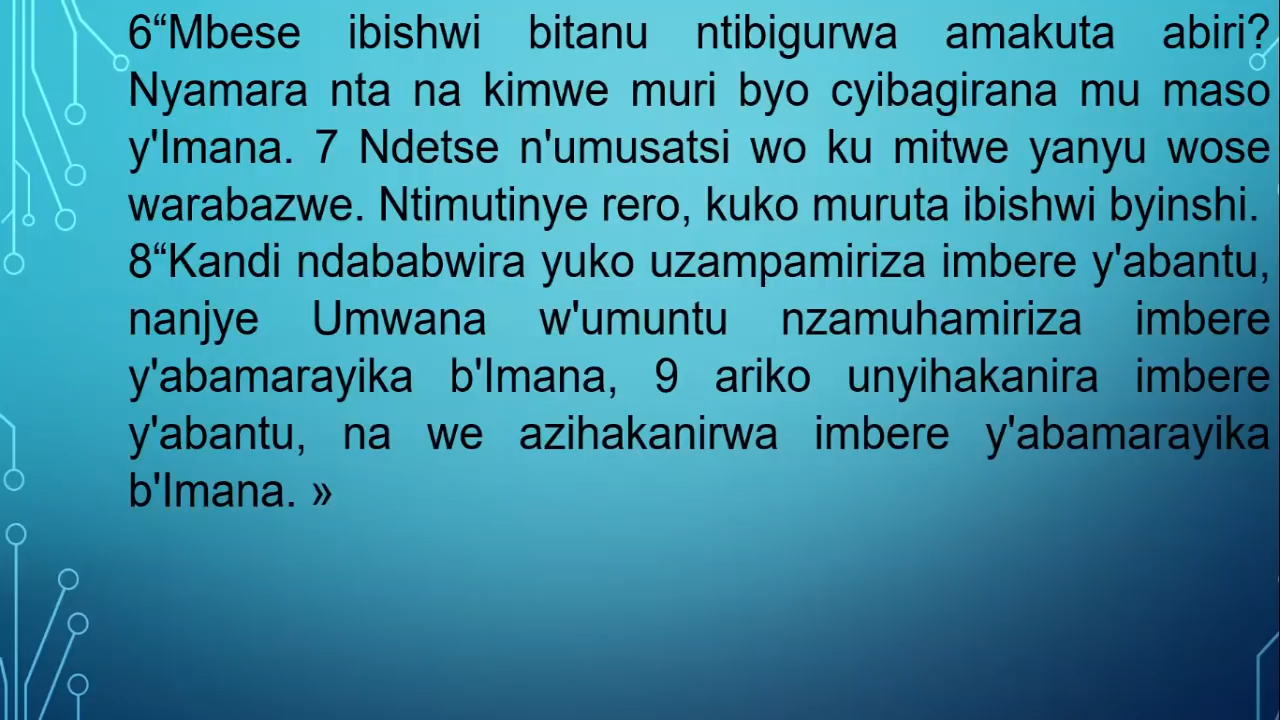 6“Mbese ibishwi bitanu ntibigurwa amakuta abiri?
Nyamara nta na kimwe muri byo cyibagirana mu maso
y'Imana. 7 Ndetse n'umusatsi wo ku mitwe yanyu wose
warabazwe. Ntimutinye rero, kuko muruta ibishwi byinshi.
8“Kandi ndababwira yuko uzampamiriza imbere y'abantu,
nanjye Umwana w'umuntu nzamuhamiriza imbere
y'abamarayika b'Imana, 9 ariko unyihakanira imbere
y'abantu, na we azihakanirwa imbere y'abamarayika
b'Imana. »